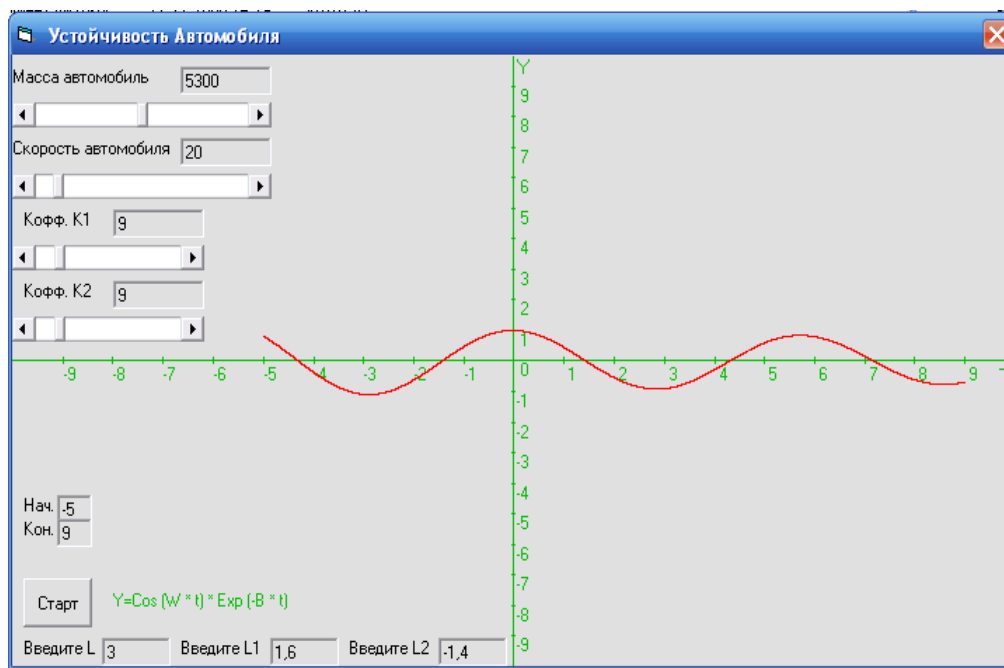 Устойчивость Автомобиля
Масса автомобиль 5300
Скорость автомобиля 20
Кофф. К1 9
Кофф. К2 9
Y
9
8
7
6
5
4
3
2
1
-9 -8 -7 -6 -5 -4 -3 -2 -1 0 1 2 3 4 5 6 7 8 9
-1
-2
-3
-4
-5
-6
-7
-8
-9
Нач. -5
Кон. 9
Старт Y=Cos (W * t) * Exp (-B * t)
Введите L 3 Введите L1 1,6 Введите L2 -1,4